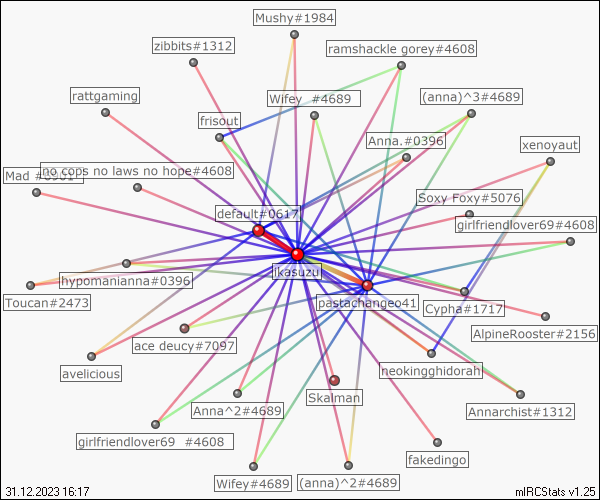 Mushy#1984
zibbits#1312
ramshackle gorey#4608
rattgaming
Wifey #4689
(anna)^3#4689
frisout
Anna.#0396
xenoyaut
no cops no laws no hope#4608
Mad
Soxy Foxy#5076
default#0617
girlfriendlover69#4608
jkasuzu
hypomanianna#0396
pastachangeo41
Toucan#2473
Cypha#1717
AlpineRooster#2156
ace deucy#7097
avelicious
neokingghidorah
Skalman
Anna^2#4689
Annarchist#1312
girlfriendlover69 #4608
fakedingo
Wifey#4689
(anna)^2#4689
31.12.2023 16:17
mIRCStats v1.25